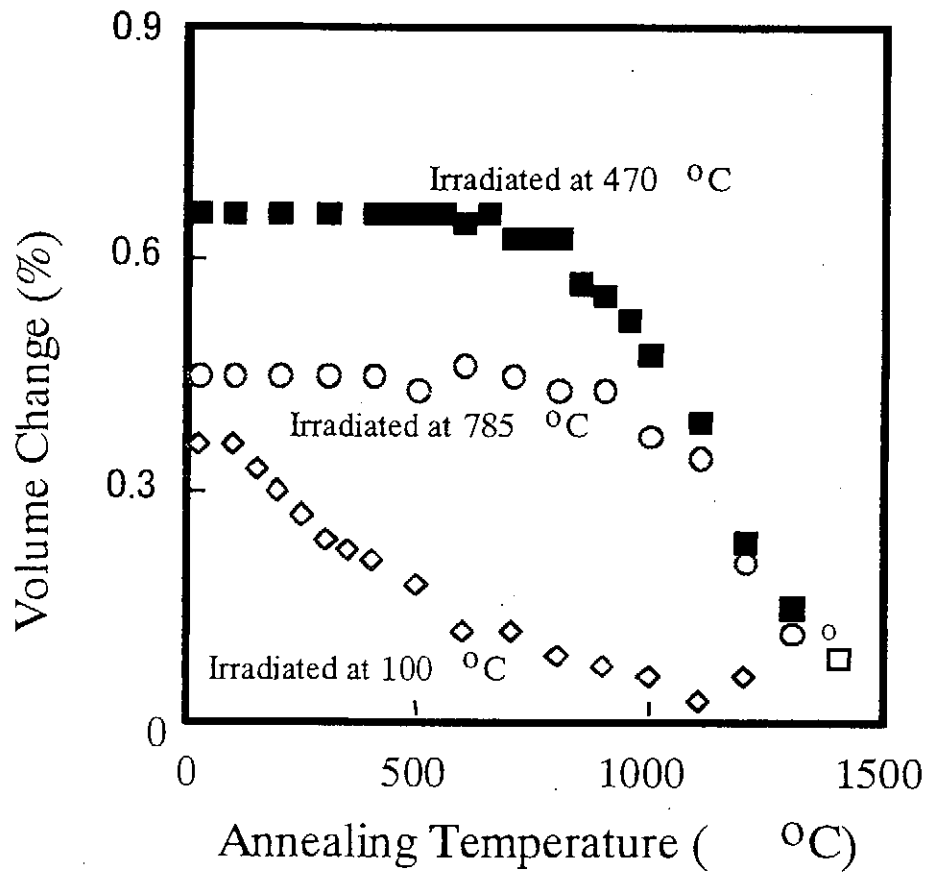 0.9
Irradiated at 470 °C
0.6
Volume Change (%)
Irradiated at 785 °C
0.3
Irradiated at 100 °C
0
0 500 1000 1500
Annealing Temperature ( °C)